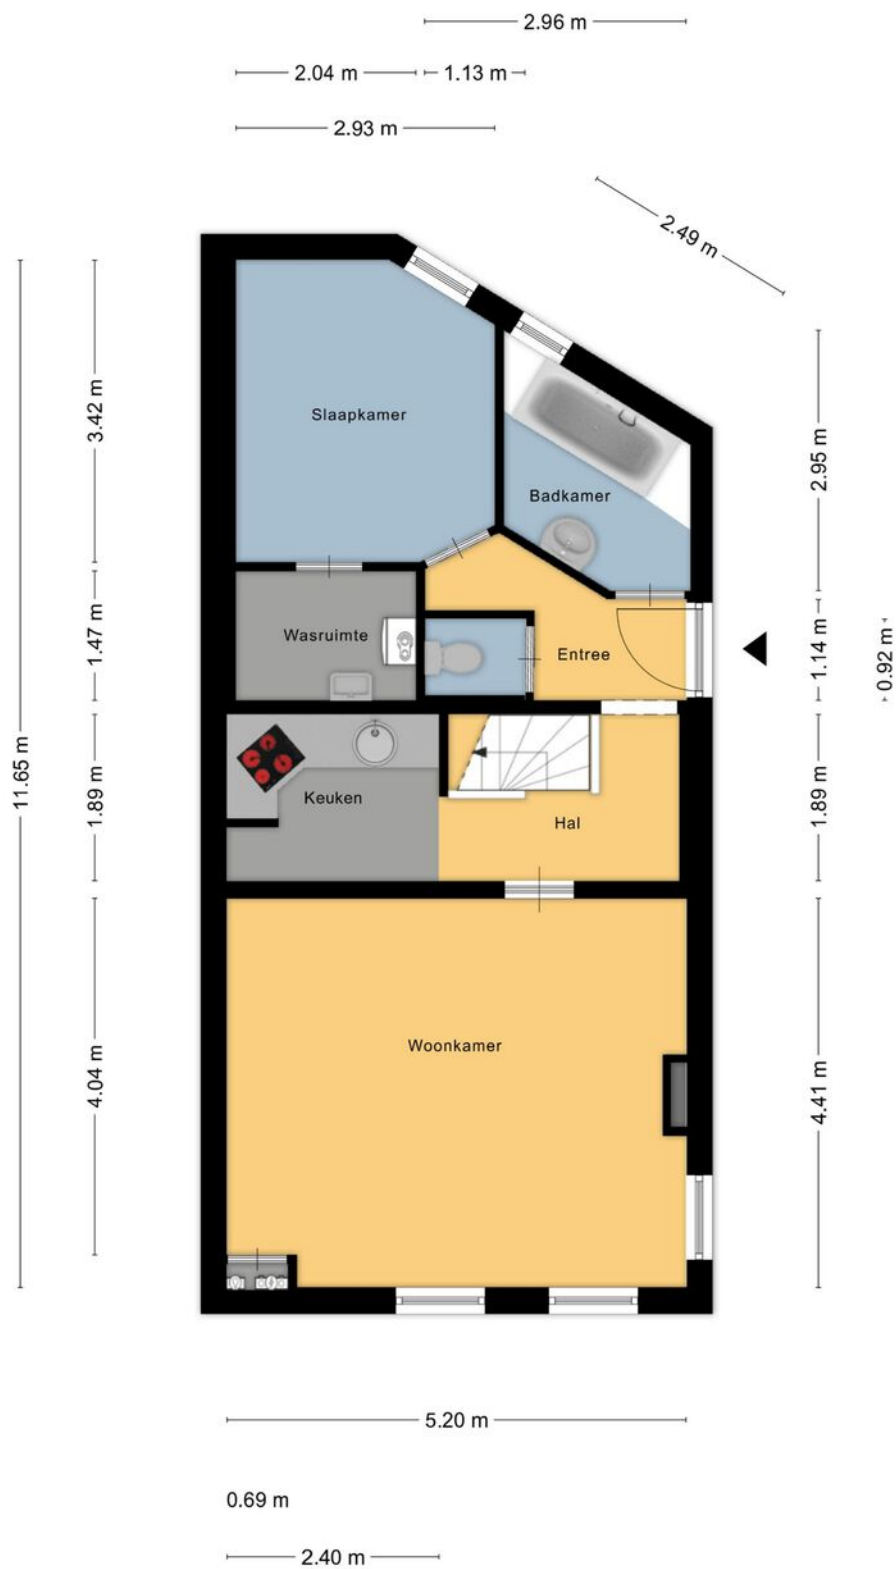 2.96 m
2.04 m
1.13 m
2.93 m
2.49 m
3.42 m
Slaapkamer
2.95 m
Badkamer
1.47 m
Wasruimte
Entree
1.14 m
0.92 m
11.65 m
1.89 m
Keuken
Hal
1.89 m
Woonkamer
4.04 m
4.41 m
5.20 m
0.69 m
2.40 m